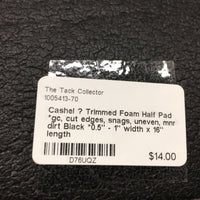 The Tack Collector
1005413-70
Cashel ? Trimmed Foam Half Pad
*gc, cut edges, snags, uneven, mnr
dirt Black *0.5" - 1" width x 16"
length
D76UQZ
$14.00